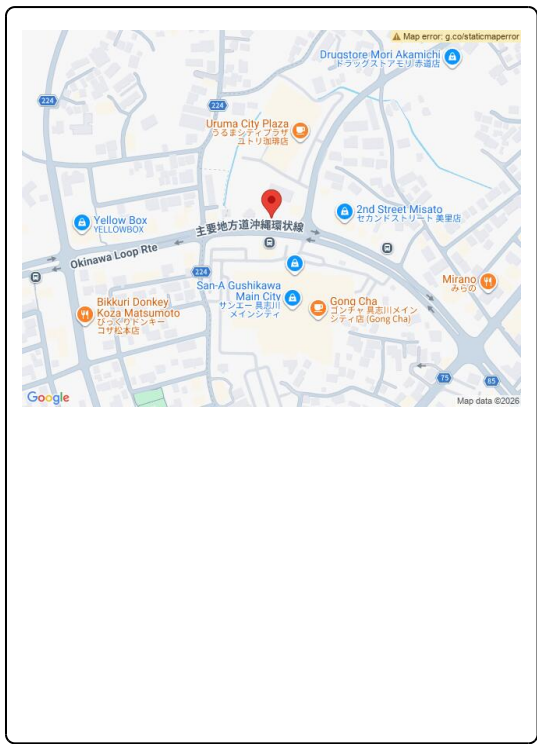 Map error: g.co/staticmaperror
Drugstore Mori Akamichi
ドラッグストアモリ 赤道店
224
224
Uruma City Plaza
うるまシティプラザ
ユトリ珈琲店
2nd Street Misato
セカンドストリート 美里店
Yellow Box
YELLOWBOX
主要地方道沖縄環状線
Okinawa Loop Rte
224
San-A Gushikawa
Main City
サンエー 具志川
メインシティ
Mirano
みらの
Bikkuri Donkey
Koza Matsumoto
びっくりドンキー
コザ松本店
Gong Cha
ゴンチャ 具志川メイン
シティ店 (Gong Cha)
75
85
Google
Map data ©2026